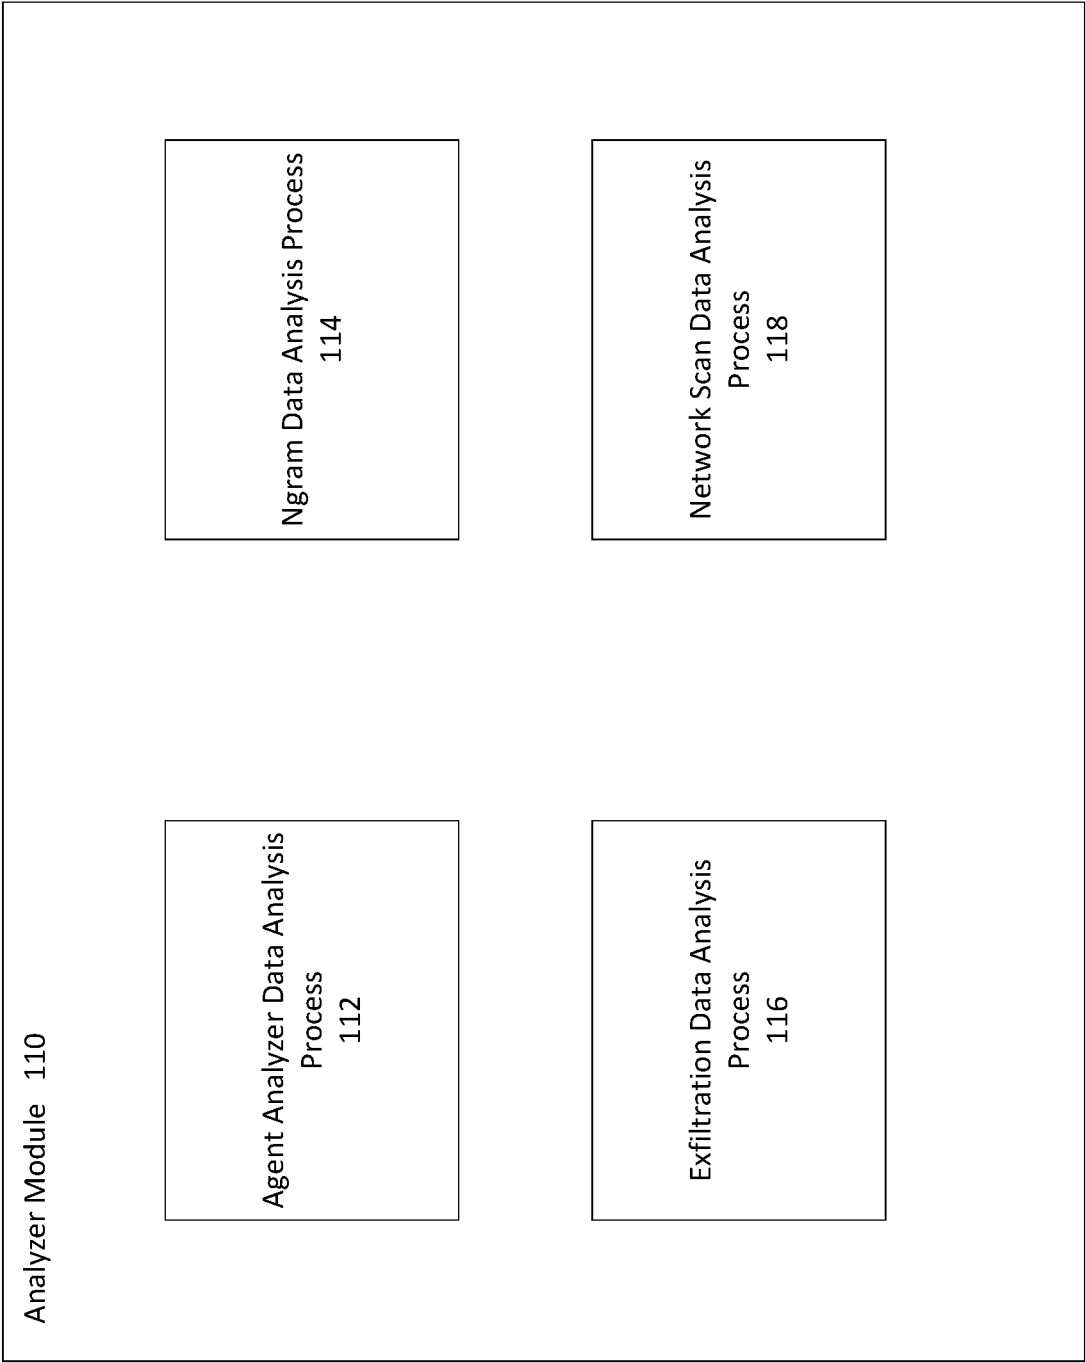 Analyzer Module 110
Agent Analyzer Data Analysis
Process
112
Ngram Data Analysis Process
114
Exfiltration Data Analysis
Process
116
Network Scan Data Analysis
Process
118